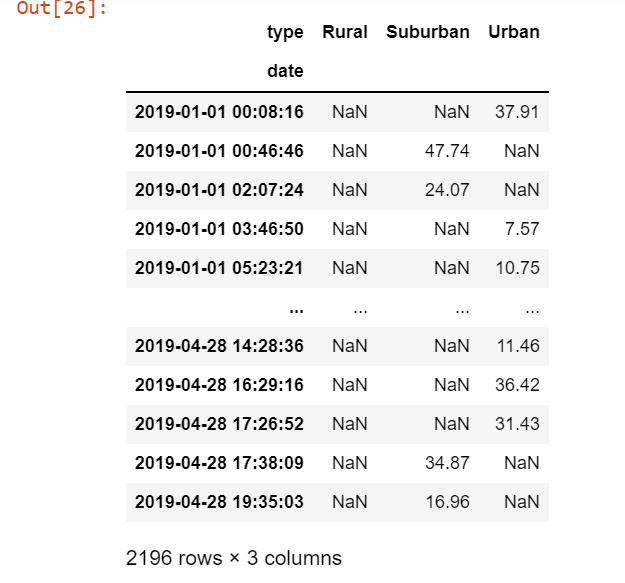 Out[26]:
type Rural Suburban Urban
date
2019-01-01 00:08:16 NaN NaN 37.91
2019-01-01 00:46:46 NaN 47.74 NaN
2019-01-01 02:07:24 NaN 24.07 NaN
2019-01-01 03:46:50 NaN NaN 7.57
2019-01-01 05:23:21 NaN NaN 10.75
... ... ... ...
2019-04-28 14:28:36 NaN NaN 11.46
2019-04-28 16:29:16 NaN NaN 36.42
2019-04-28 17:26:52 NaN NaN 31.43
2019-04-28 17:38:09 NaN 34.87 NaN
2019-04-28 19:35:03 NaN 16.96 NaN
2196 rows × 3 columns